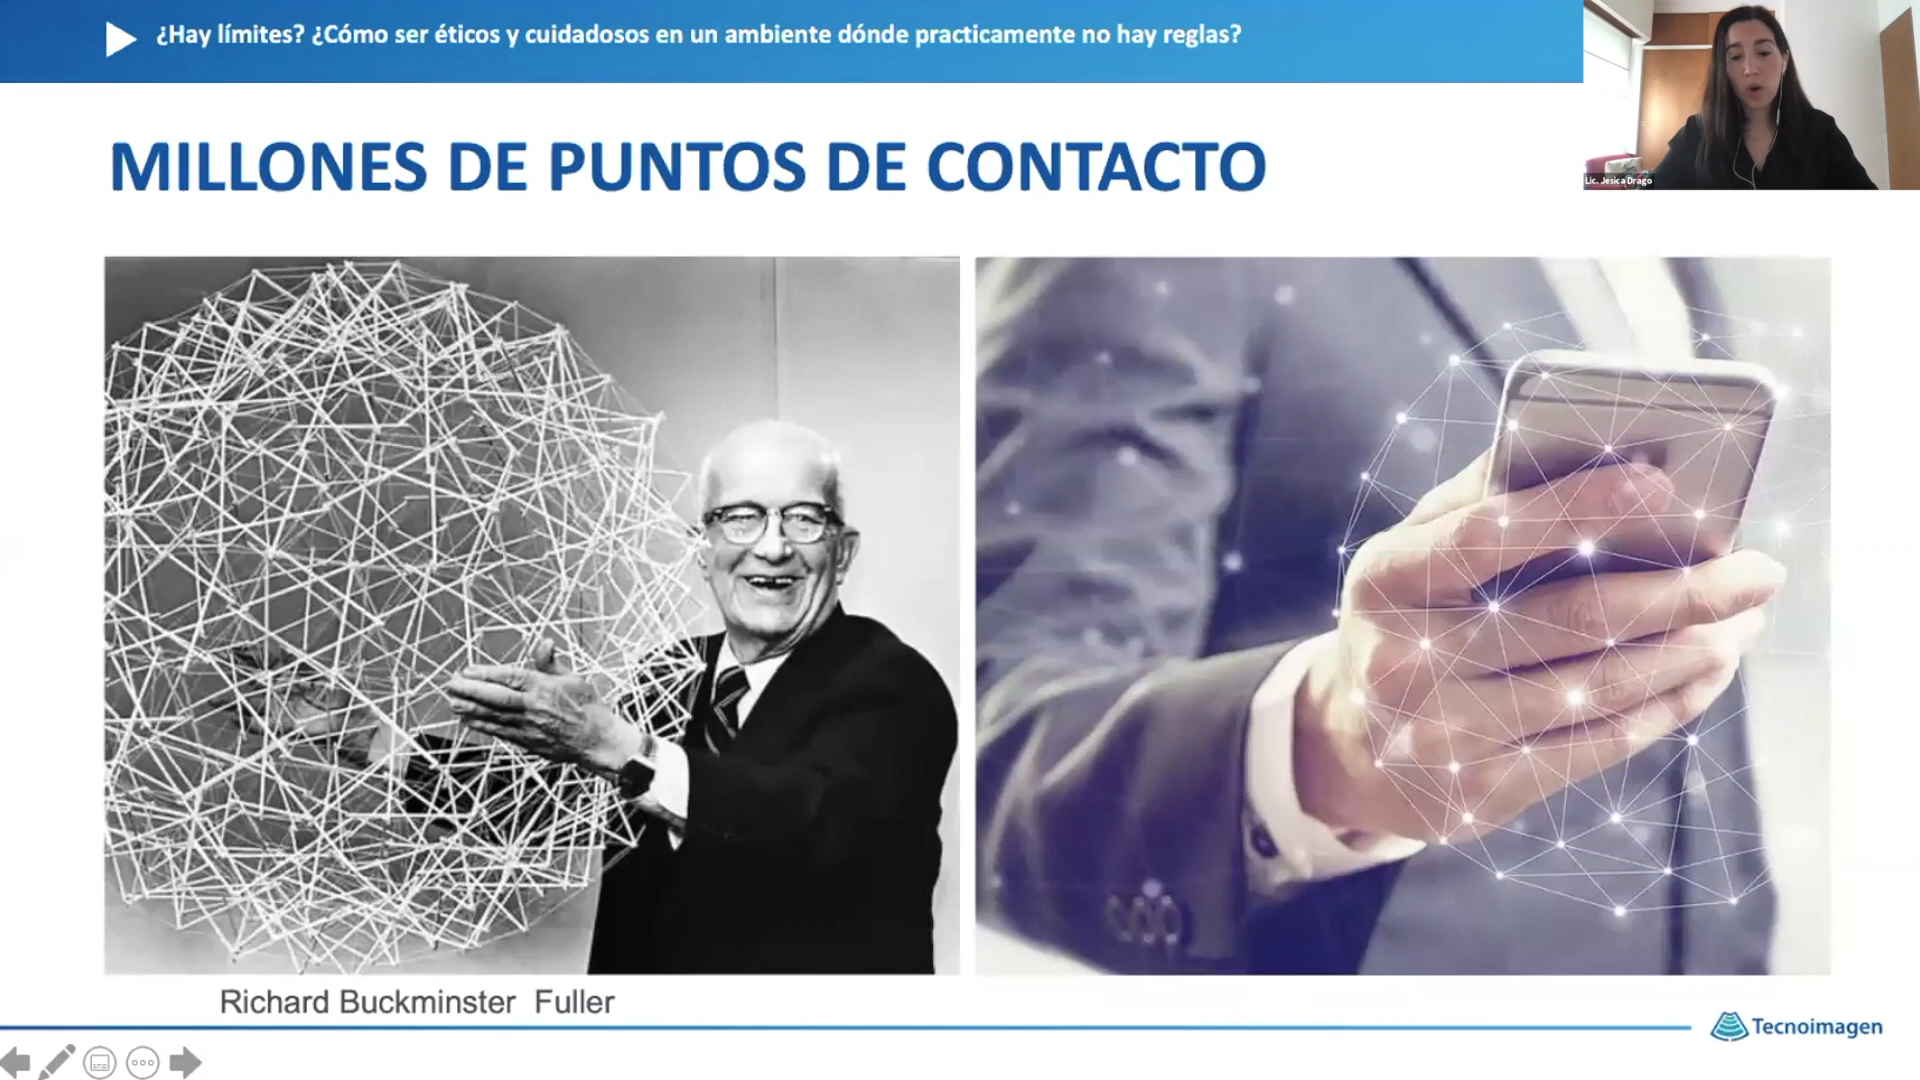 ¿Hay límites? ¿Cómo ser éticos y cuidadosos en un ambiente dónde practicamente no hay reglas?
MILLONES DE PUNTOS DE CONTACTO
Lic. Jesica Drago
Richard Buckminster Fuller
Tecnoimagen